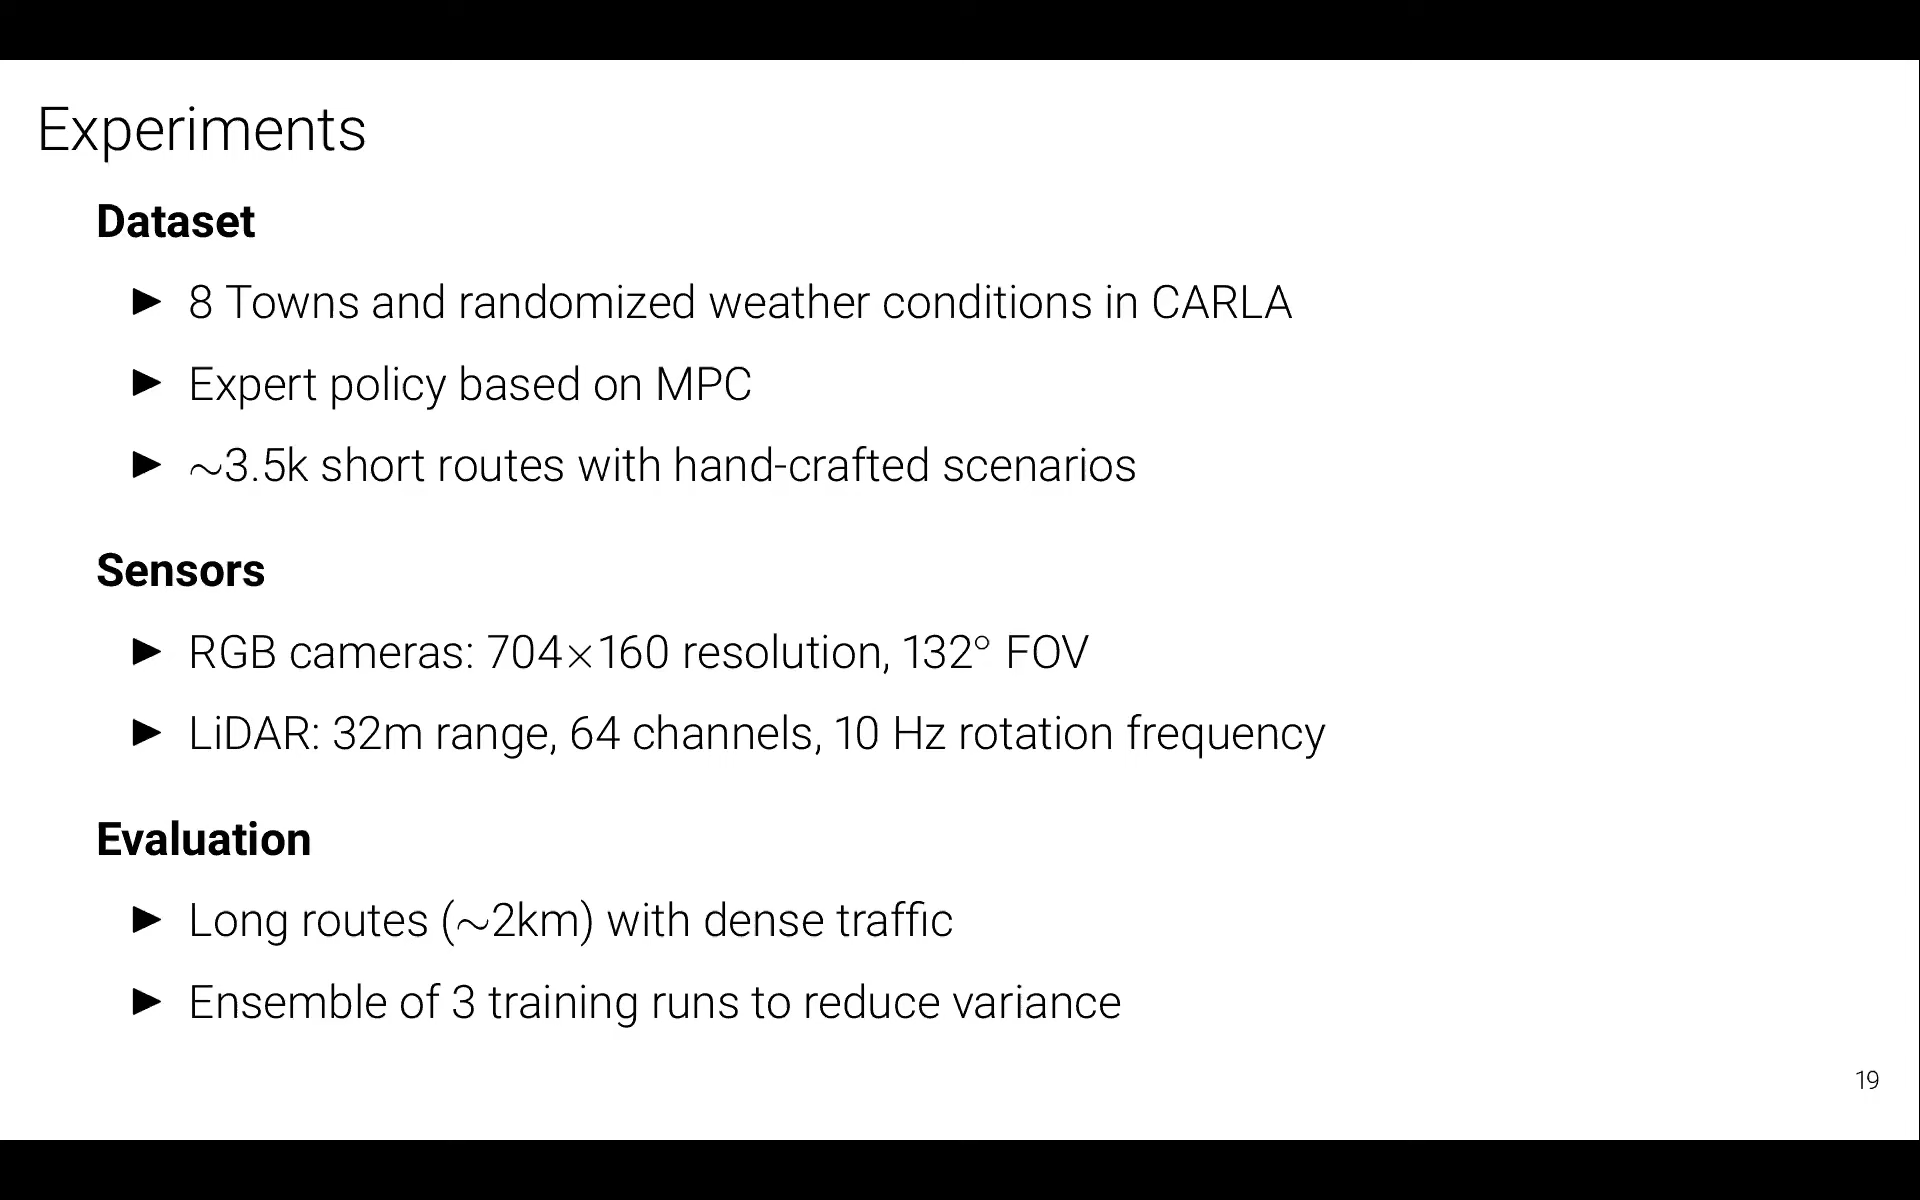 Experiments
Dataset
▶ 8 Towns and randomized weather conditions in CARLA
▶ Expert policy based on MPC
▶ ∼3.5k short routes with hand-crafted scenarios
Sensors
▶ RGB cameras: 704×160 resolution, 132° FOV
▶ LiDAR: 32m range, 64 channels, 10 Hz rotation frequency
Evaluation
▶ Long routes (∼2km) with dense traffic
▶ Ensemble of 3 training runs to reduce variance
19